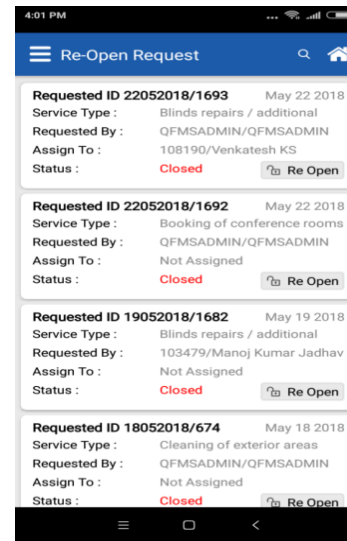 4:01 PM
Re-Open Request
Requested ID 22052018/1693 May 22 2018
Service Type : Blinds repairs / additional
Requested By : QFMSADMIN/QFMSADMIN
Assign To : 108190/Venkatesh KS
Status : Closed Re Open
Requested ID 22052018/1692 May 22 2018
Service Type : Booking of conference rooms
Requested By : QFMSADMIN/QFMSADMIN
Assign To : Not Assigned
Status : Closed Re Open
Requested ID 19052018/1682 May 19 2018
Service Type : Blinds repairs / additional
Requested By : 103479/Manoj Kumar Jadhav
Assign To : Not Assigned
Status : Closed Re Open
Requested ID 18052018/674 May 18 2018
Service Type : Cleaning of exterior areas
Requested By : QFMSADMIN/QFMSADMIN
Assign To : Not Assigned
Status : Closed Re Open